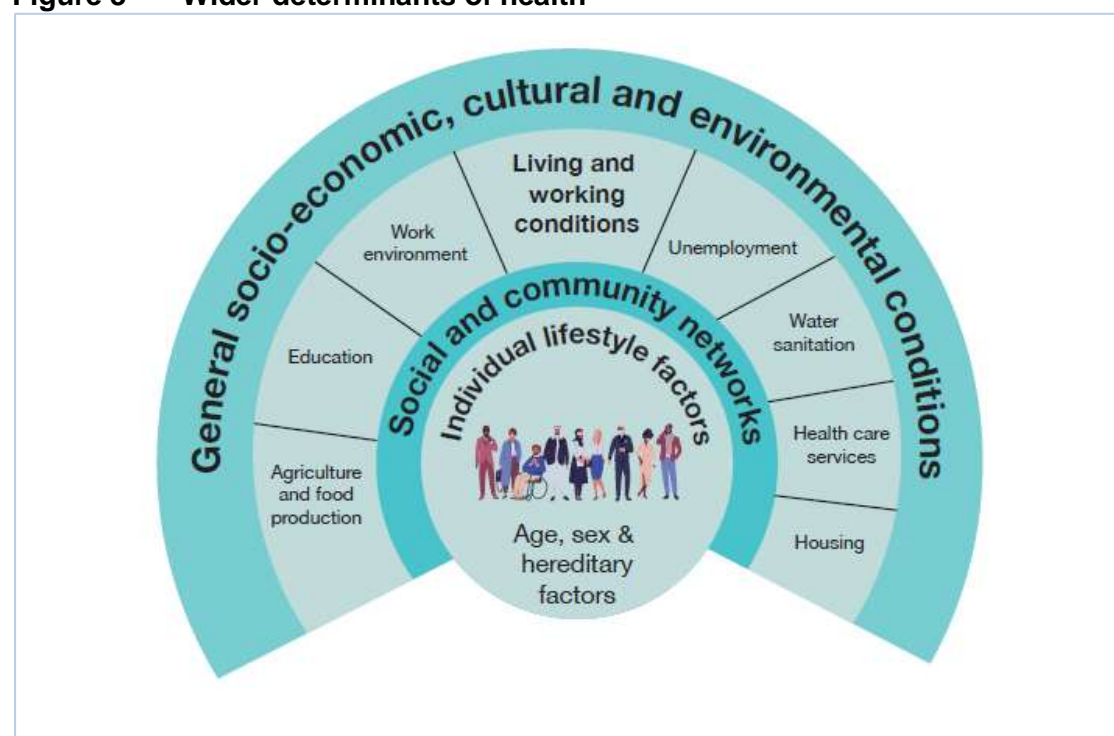 Wider determinants of health
General socio-economic, cultural and environmental conditions
Living and
working
conditions
Work
environment
Unemployment
Education
Water
sanitation
Agriculture
and food
production
Health care
services
Housing
Social and community networks
Individual lifestyle factors
Age, sex &
hereditary
factors